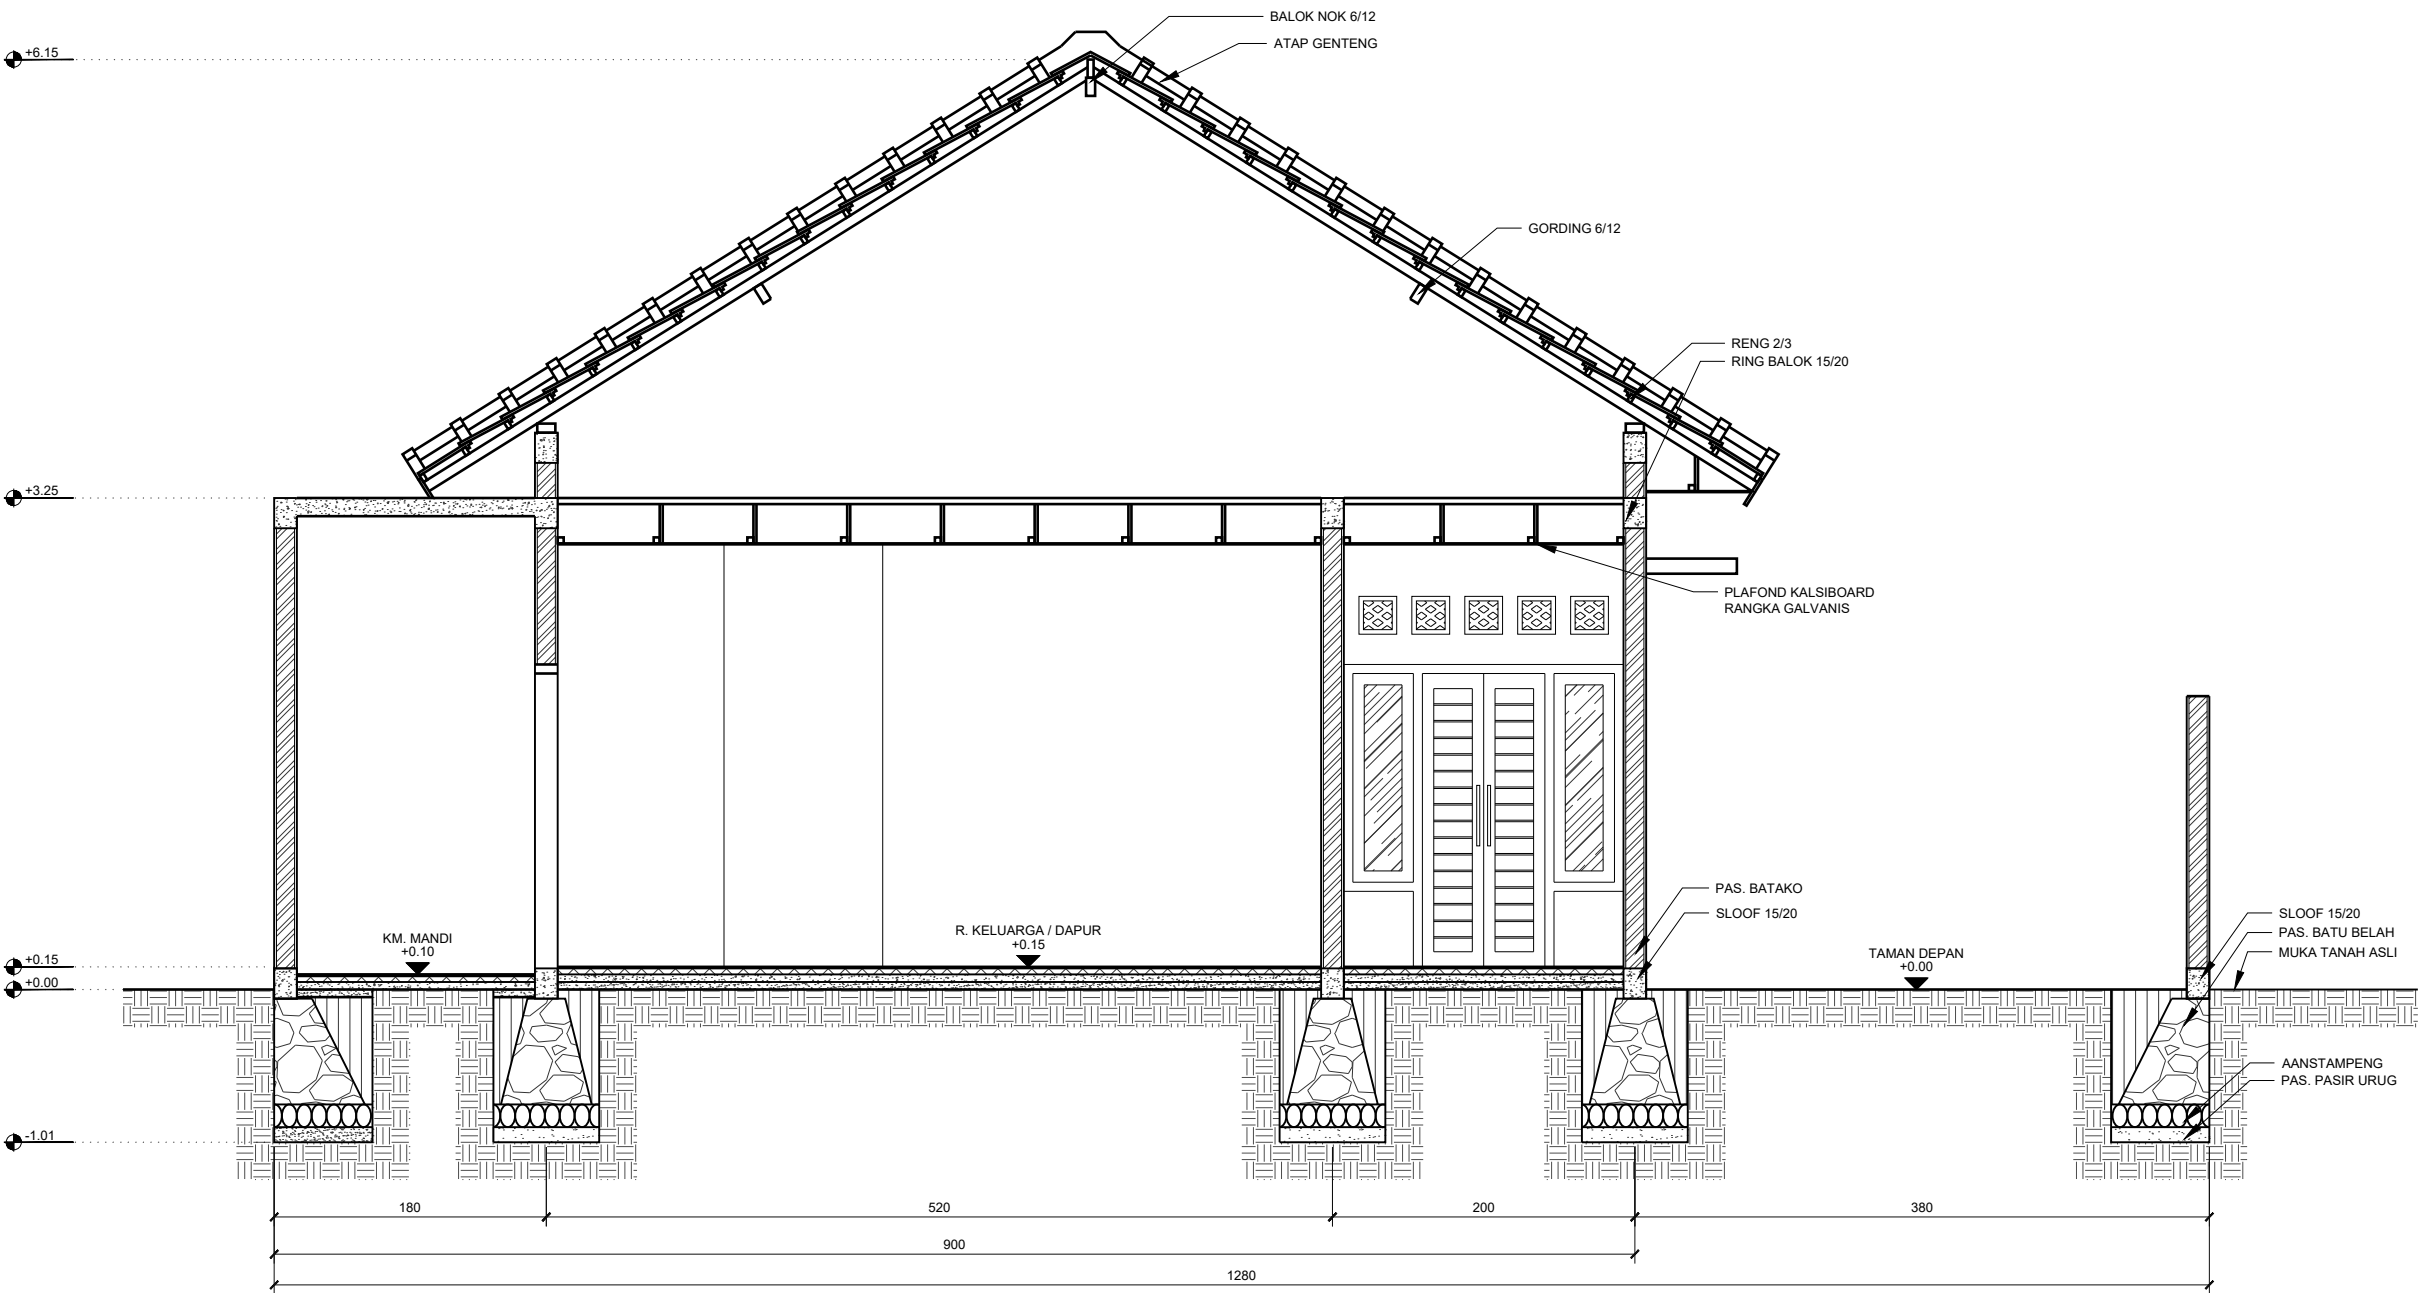 BALOK NOK 6/12
ATAP GENTENG
+6.15
GORDING 6/12
RENG 2/3
RING BALOK 15/20
+3.25
PLAFOND KALSIBOARD
RANGKA GALVANIS
PAS. BATAKO
SLOOF 15/20
KM. MANDI
+0.10
R. KELUARGA / DAPUR
+0.15
TAMAN DEPAN
+0.00
SLOOF 15/20
PAS. BATU BELAH
MUKA TANAH ASLI
+0.15
+0.00
AANSTAMPENG
PAS. PASIR URUG
-1.01
180
520
200
380
900
1280